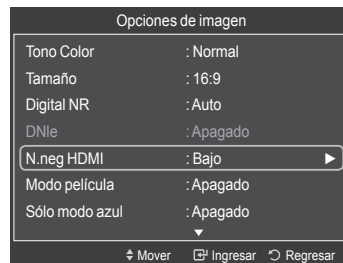 Opciones de imagen
Tono Color : Normal
Tamaño : 16:9
Digital NR : Auto
DNIe : Apagado
N.neg HDMI : Bajo ►
Modo película : Apagado
Sólo modo azul : Apagado
▼
Mover Ingresar Regresar